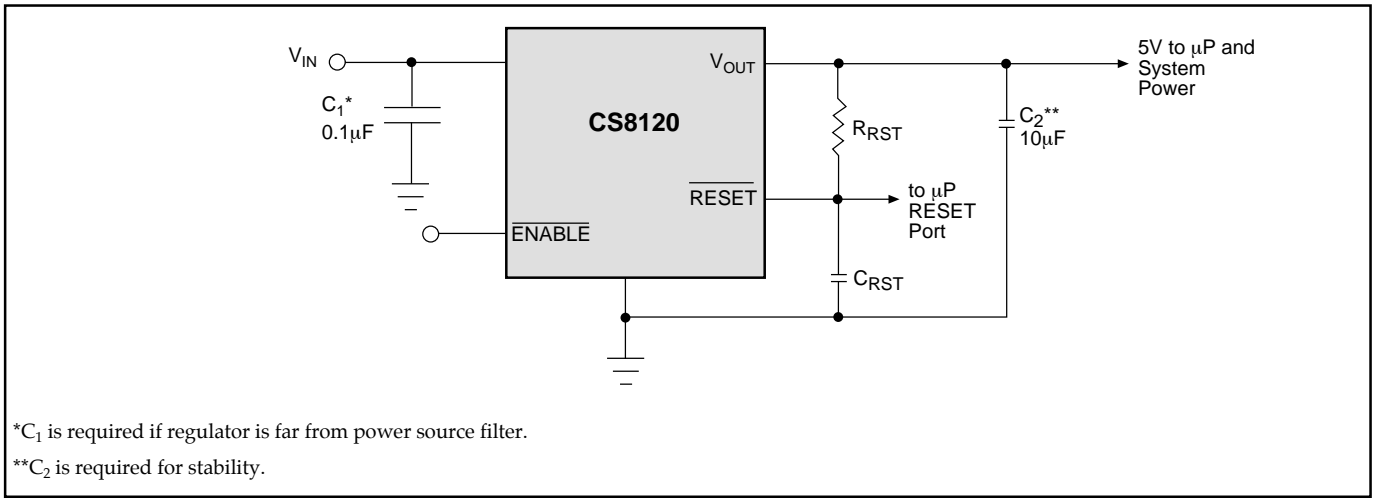 V_IN
C_1*
0.1μF
ENABLE
CS8120
V_OUT
RESET
R_RST
C_RST
C_2**
10μF
5V to μP and
System
Power
to μP
RESET
Port
*C_1 is required if regulator is far from power source filter.
**C_2 is required for stability.